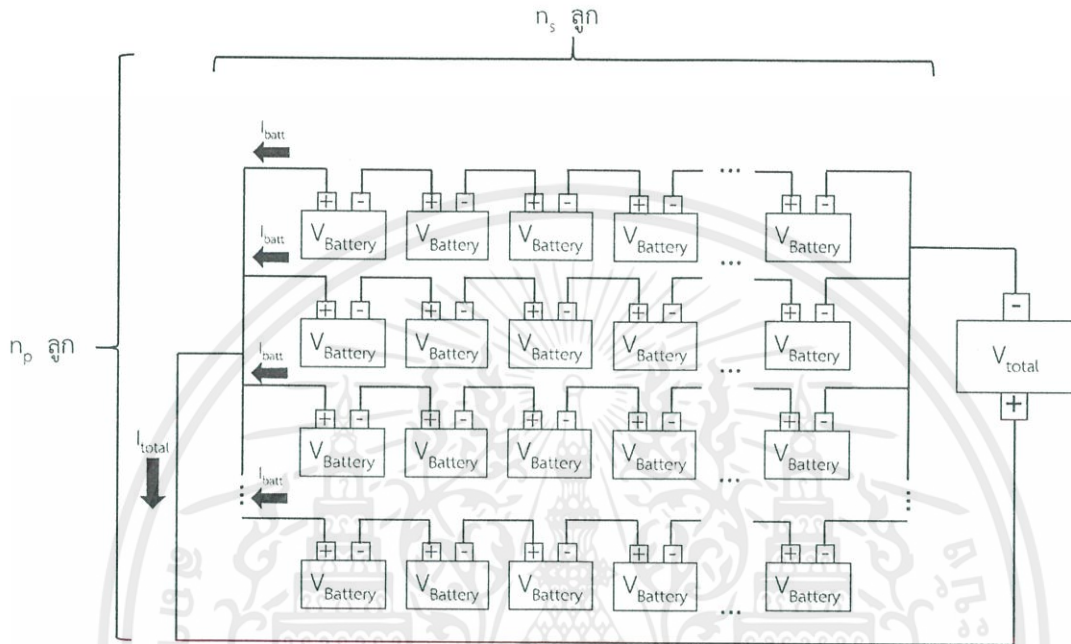 nₛ ลูก
I_batt
+ - + - + - + - ... + -
V_Battery V_Battery V_Battery V_Battery V_Battery
I_batt
...
+ - + - + - + - ... + -
-
V_Battery V_Battery V_Battery V_Battery V_Battery
nₚ ลูก
V_total
I_batt
...
+
+ - + - + - + - + -
V_Battery V_Battery V_Battery V_Battery V_Battery
I_total
...
I_batt
+ - + - + - + - + -
V_Battery V_Battery V_Battery V_Battery V_Battery
...